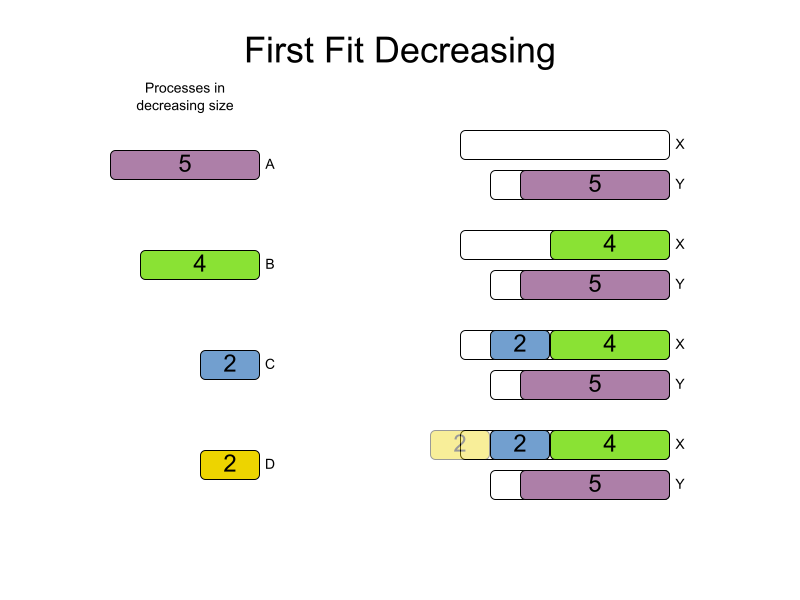 First Fit Decreasing
Processes in
decreasing size
5 A
X
5 Y
4 B
4 X
5 Y
2 C
2 4 X
5 Y
2 D
2 2 4 X
5 Y